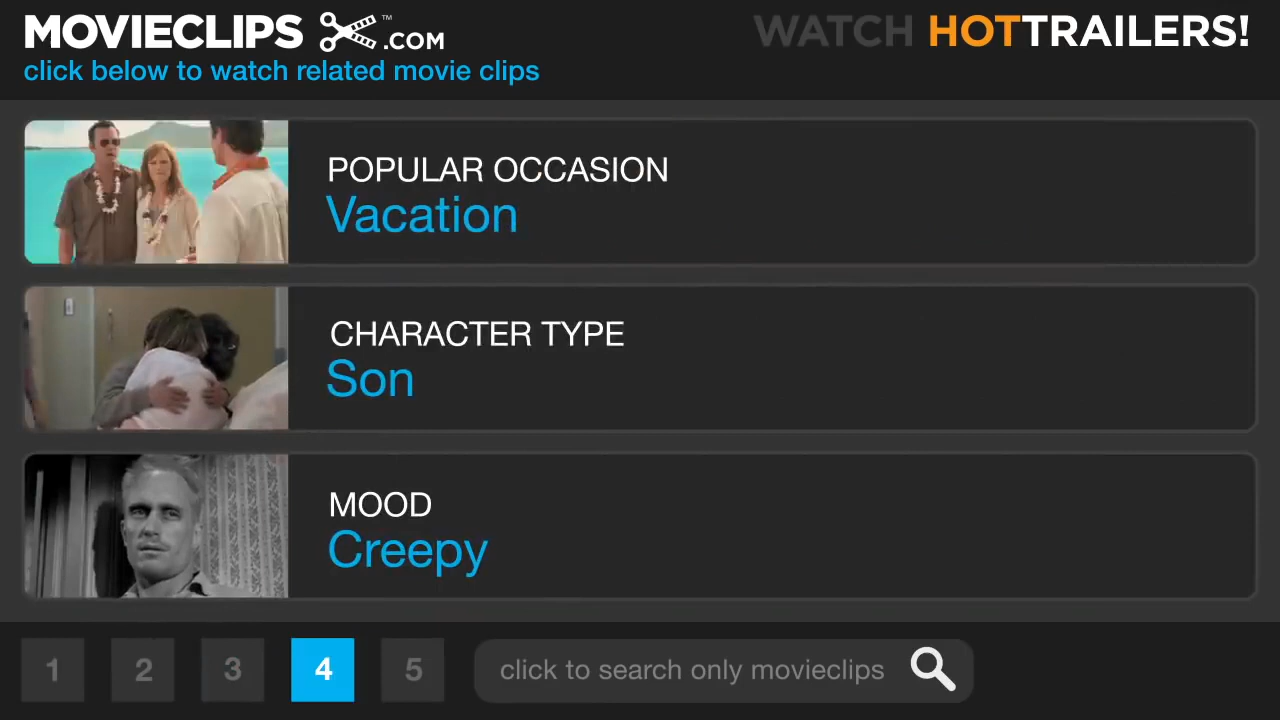 MOVIECLIPS ™ .COM
WATCH HOTTRAILERS!
click below to watch related movie clips
POPULAR OCCASION
Vacation
CHARACTER TYPE
Son
MOOD
Creepy
1 2 3 4 5
click to search only movieclips